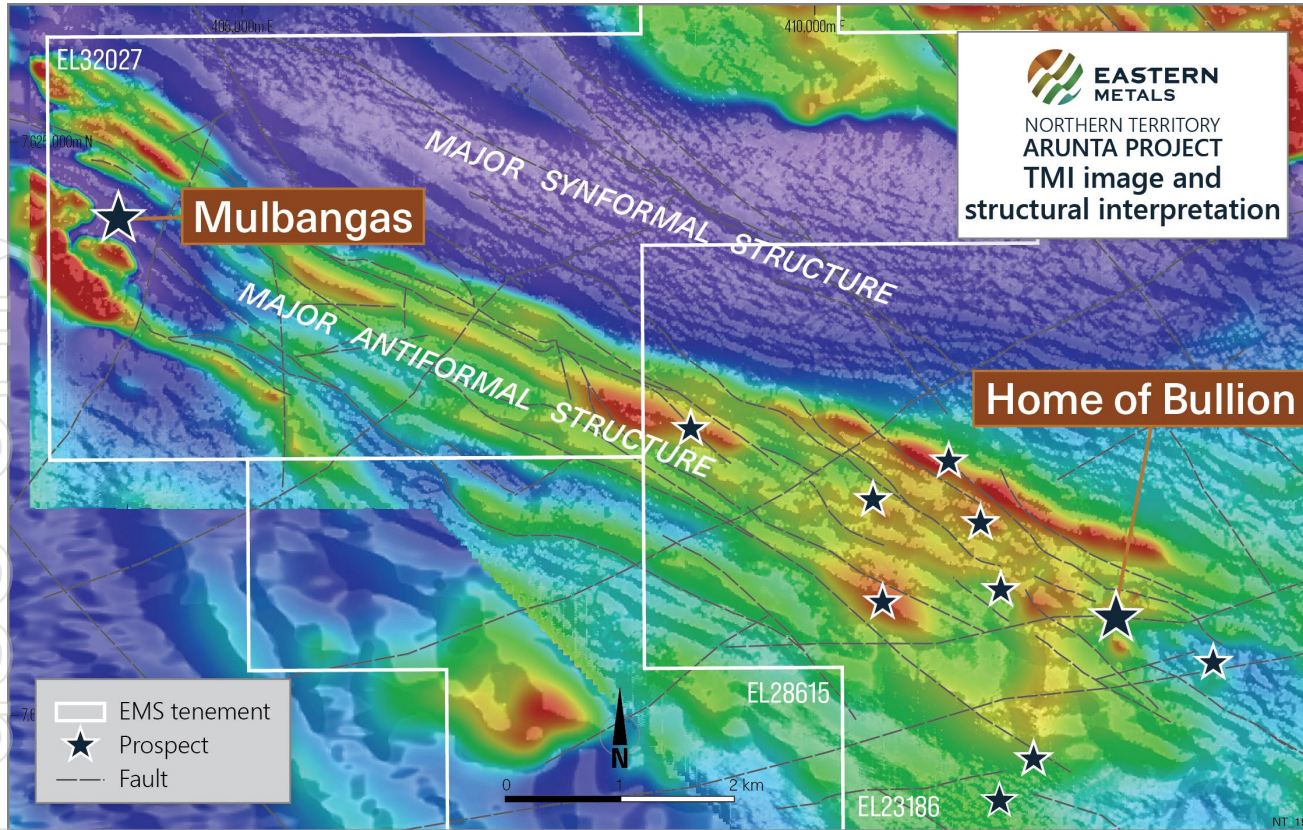 405,000m E
410,000m E
EL32027
EASTERN
METALS
NORTHERN TERRITORY
ARUNTA PROJECT
TMI image and
structural interpretation
MAJOR SYNFORMAL STRUCTURE
Mulbangas
MAJOR ANTIFORMAL STRUCTURE
Home of Bullion
EL28615
EL23186
EMS tenement
Prospect
Fault
N
0 1 2 km